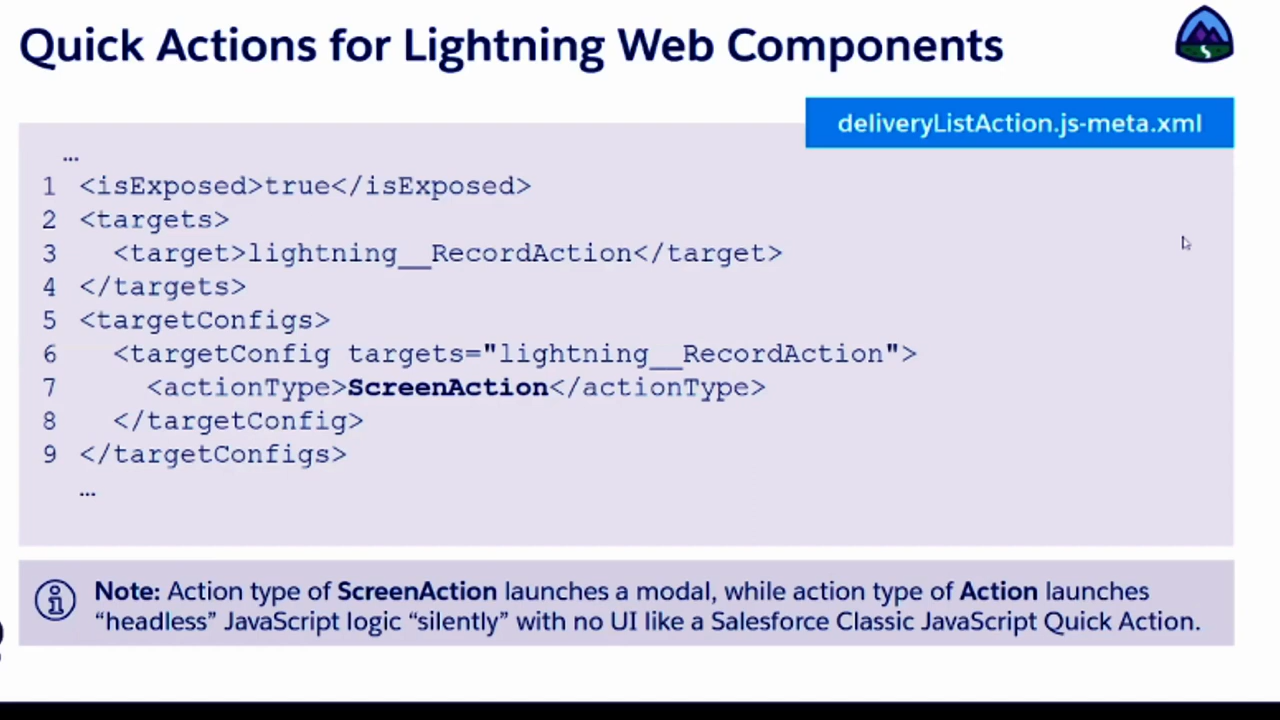 Quick Actions for Lightning Web Components
deliveryListAction.js-meta.xml
…
1 <isExposed>true</isExposed>
2 <targets>
3   <target>lightning__RecordAction</target>
4 </targets>
5 <targetConfigs>
6   <targetConfig targets="lightning__RecordAction">
7     <actionType>ScreenAction</actionType>
8   </targetConfig>
9 </targetConfigs>
…
Note: Action type of ScreenAction launches a modal, while action type of Action launches
“headless” JavaScript logic “silently” with no UI like a Salesforce Classic JavaScript Quick Action.